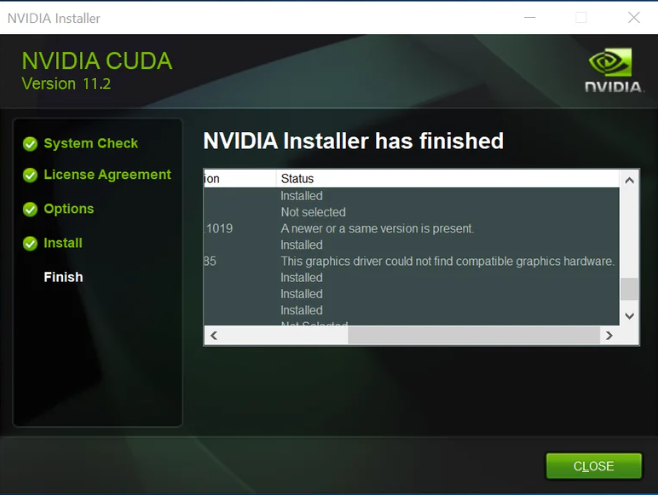 NVIDIA Installer
NVIDIA CUDA
Version 11.2
NVIDIA
System Check
License Agreement
Options
Install
Finish
NVIDIA Installer has finished
ion Status
Installed
Not selected
.1019 A newer or a same version is present.
Installed
85 This graphics driver could not find compatible graphics hardware.
Installed
Installed
Installed
Not Selected
CLOSE